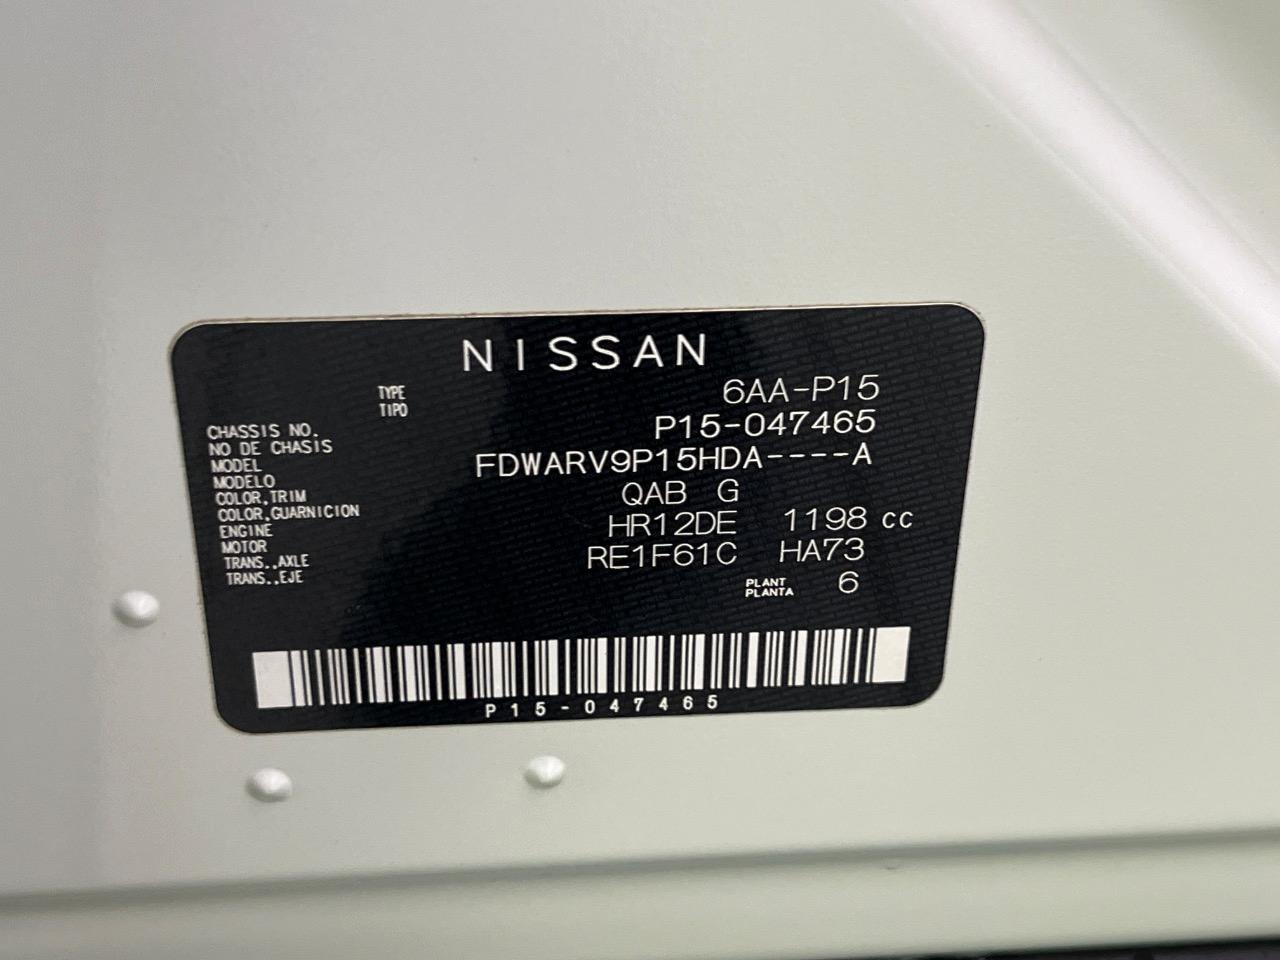 NISSAN
TYPE
TIPO
6AA-P15
CHASSIS NO.
NO DE CHASIS
P15-047465
MODEL
MODELO
FDWARV9P15HDA----A
COLOR,TRIM
COLOR,GUARNICION
QAB G
ENGINE
MOTOR
HR12DE 1198 cc
TRANS.,AXLE
TRANS.,EJE
RE1F61C HA73
PLANT
PLANTA
6
P15-047465